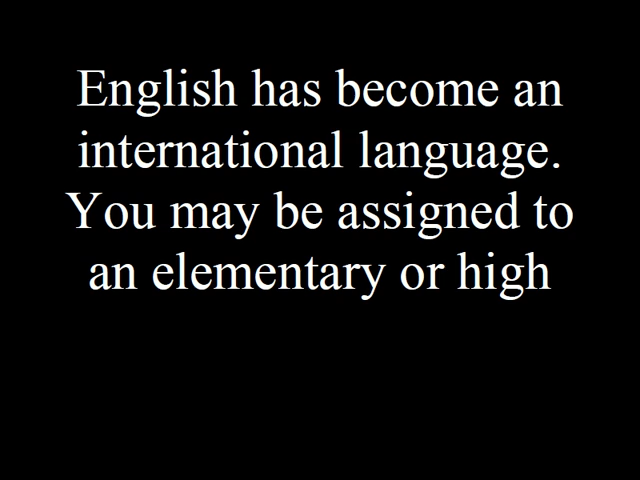 English has become an
international language.
You may be assigned to
an elementary or high